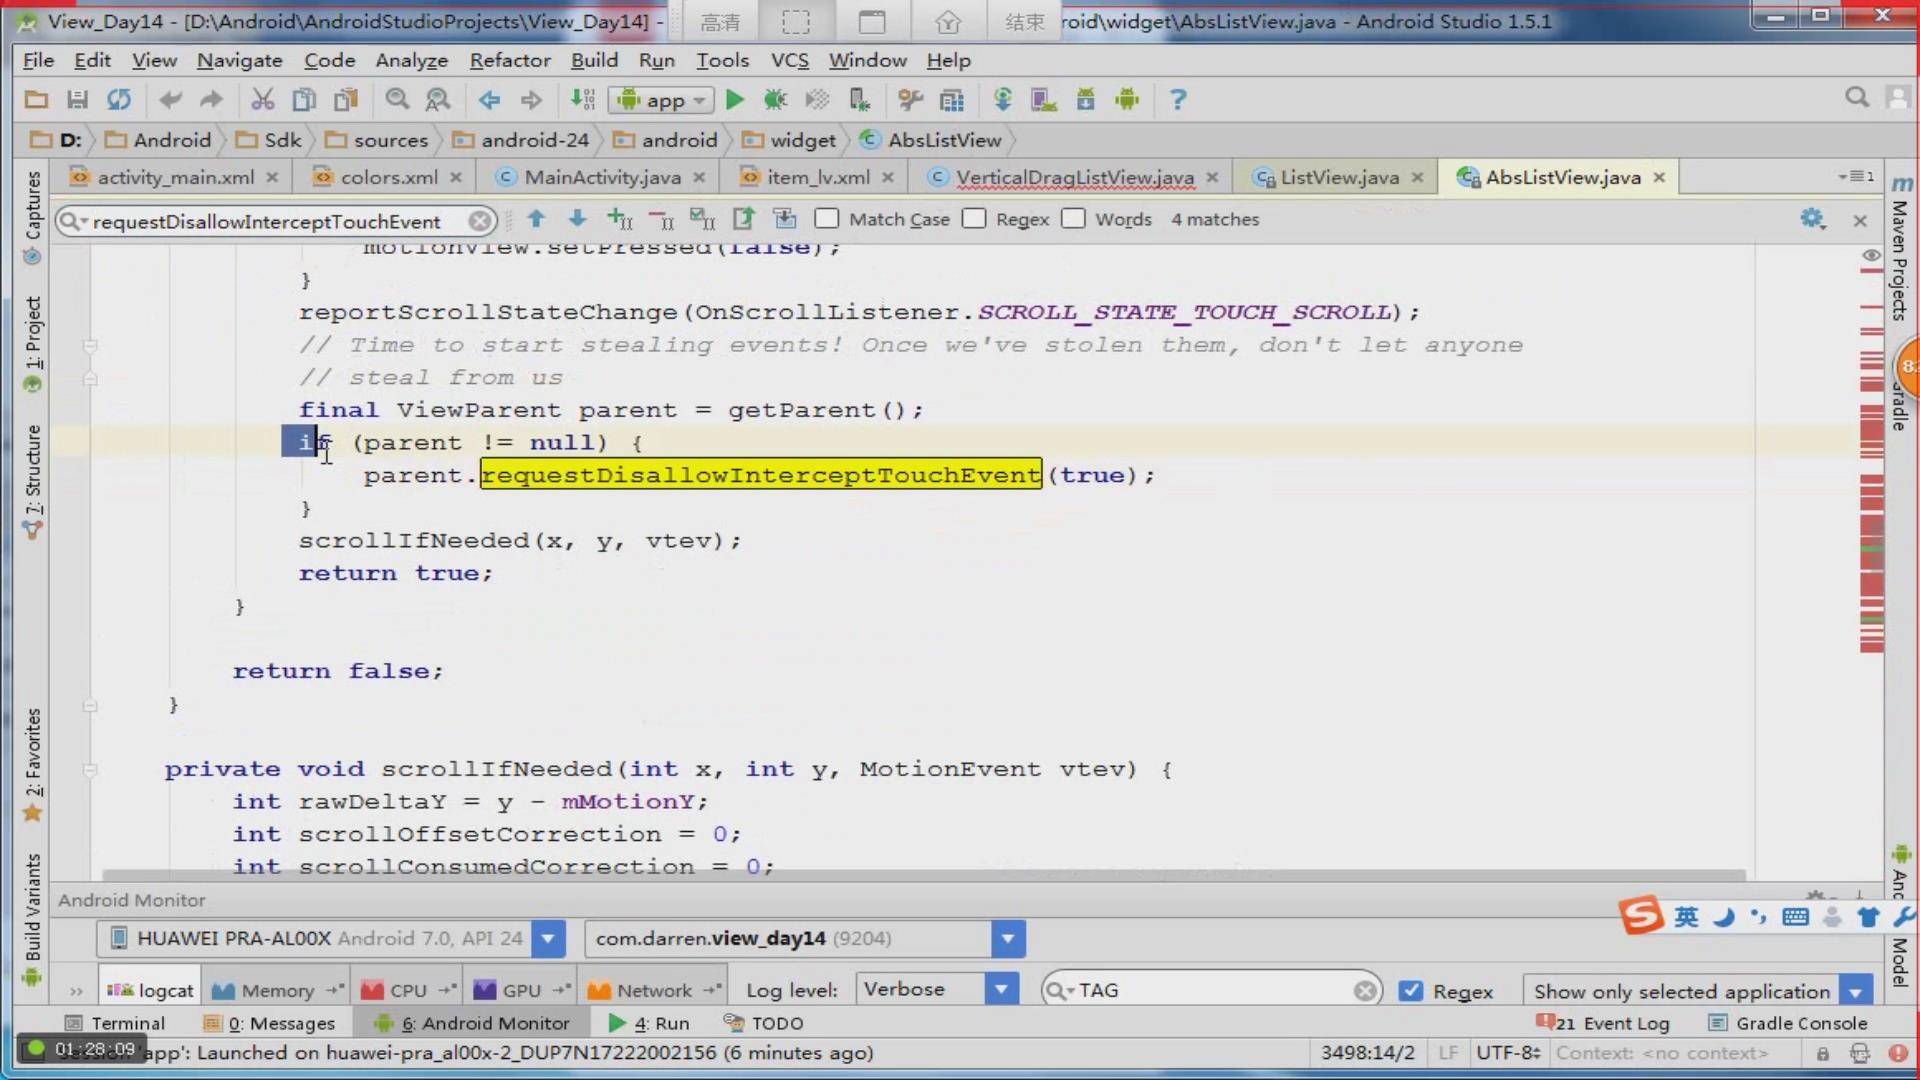 View_Day14 - [D:\Android\AndroidStudioProjects\View_Day14] - 高清 结束 roid\widget\AbsListView.java - Android Studio 1.5.1
File Edit View Navigate Code Analyze Refactor Build Run Tools VCS Window Help
app
D: Android Sdk sources android-24 android widget AbsListView
activity_main.xml colors.xml MainActivity.java item_lv.xml VerticalDragListView.java ListView.java AbsListView.java
requestDisallowInterceptTouchEvent Match Case Regex Words 4 matches
motionView.setPressed(false);
}
reportScrollStateChange(OnScrollListener.SCROLL_STATE_TOUCH_SCROLL);
// Time to start stealing events! Once we've stolen them, don't let anyone
// steal from us
final ViewParent parent = getParent();
if (parent != null) {
parent.requestDisallowInterceptTouchEvent(true);
}
scrollIfNeeded(x, y, vtev);
return true;
}
return false;
}
private void scrollIfNeeded(int x, int y, MotionEvent vtev) {
int rawDeltaY = y - mMotionY;
int scrollOffsetCorrection = 0;
int scrollConsumedCorrection = 0;
Captures
1: Project
7: Structure
2: Favorites
Build Variants
Maven Projects
Model
Android Monitor
英
HUAWEI PRA-AL00X Android 7.0, API 24 com.darren.view_day14 (9204)
logcat Memory CPU GPU Network Log level: Verbose TAG Regex Show only selected application
Terminal 0: Messages 6: Android Monitor 4: Run TODO 21 Event Log Gradle Console
01:28:09 'app': Launched on huawei-pra_al00x-2_DUP7N17222002156 (6 minutes ago) 3498:14/2 LF UTF-8 Context: <no context>